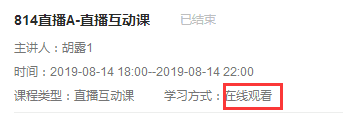 814直播A-直播互动课 已结束
主讲人：胡露1
时间：2019-08-14 18:00--2019-08-14 22:00
课程类型：直播互动课 学习方式：在线观看